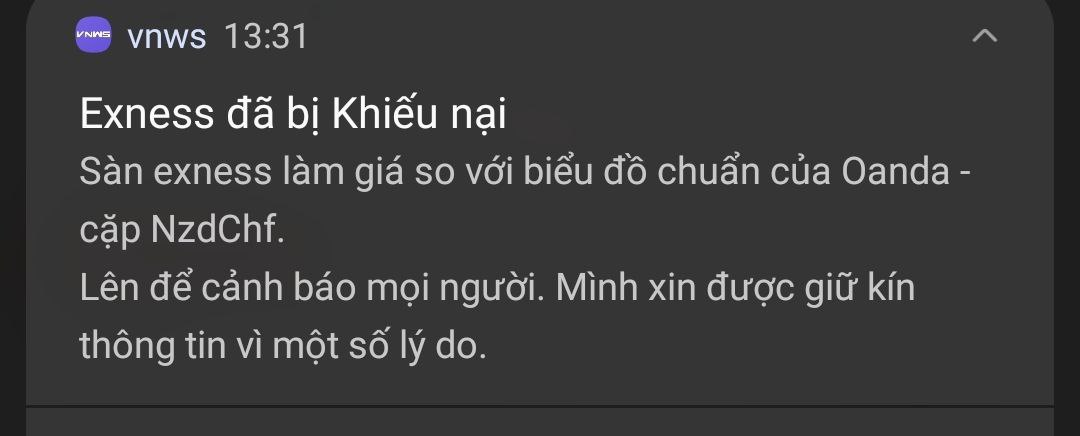 VNWS vnws 13:31
Exness đã bị Khiếu nại
Sàn exness làm giá so với biểu đồ chuẩn của Oanda -
cặp NzdChf.
Lên để cảnh báo mọi người. Mình xin được giữ kín
thông tin vì một số lý do.